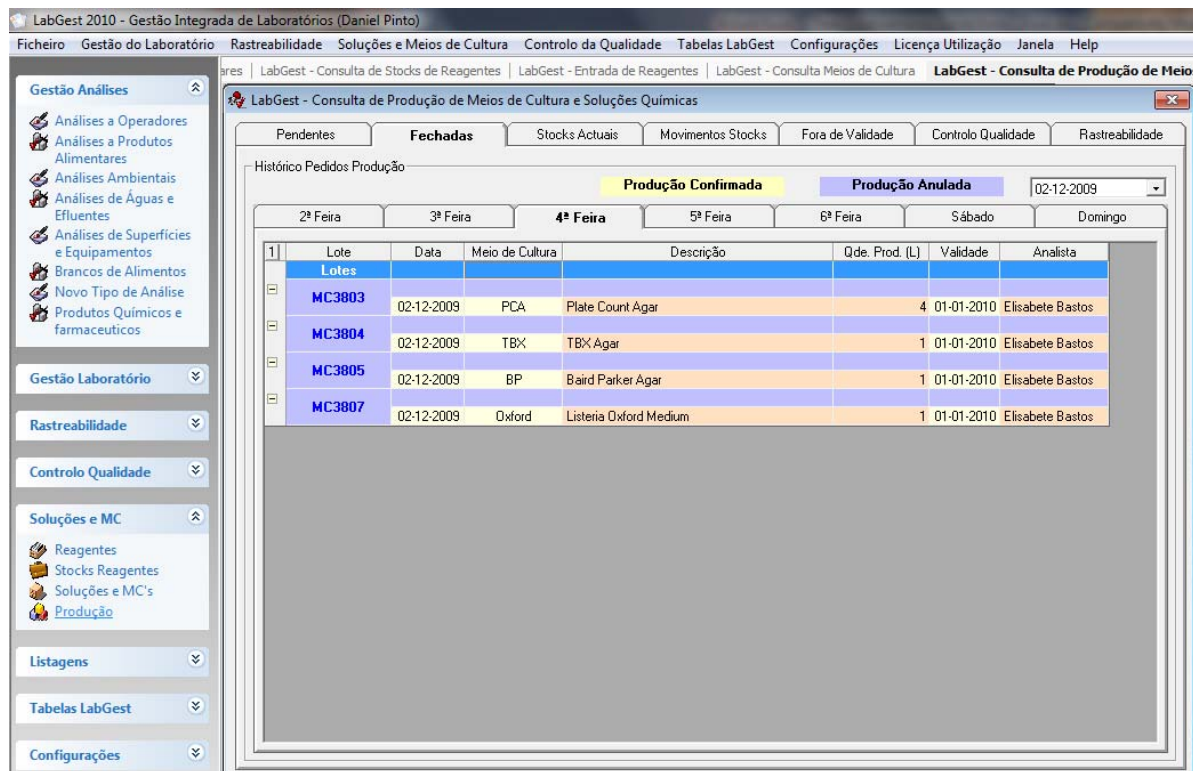 LabGest 2010 - Gestão Integrada de Laboratórios (Daniel Pinto)
Ficheiro Gestão do Laboratório Rastreabilidade Soluções e Meios de Cultura Controlo da Qualidade Tabelas LabGest Configurações Licença Utilização Janela Help
ares | LabGest - Consulta de Stocks de Reagentes | LabGest - Entrada de Reagentes | LabGest - Consulta Meios de Cultura LabGest - Consulta de Produção de Meio
Gestão Análises
Análises a Operadores
Análises a Produtos
Alimentares
Análises Ambientais
Análises de Águas e
Efluentes
Análises de Superfícies
e Equipamentos
Brancos de Alimentos
Novo Tipo de Análise
Produtos Químicos e
farmaceuticos
Gestão Laboratório
Rastreabilidade
Controlo Qualidade
Soluções e MC
Reagentes
Stocks Reagentes
Soluções e MC's
Produção
Listagens
Tabelas LabGest
Configurações
LabGest - Consulta de Produção de Meios de Cultura e Soluções Químicas
Pendentes Fechadas Stocks Actuais Movimentos Stocks Fora de Validade Controlo Qualidade Rastreabilidade
Histórico Pedidos Produção
Produção Confirmada Produção Anulada 02-12-2009
2ª Feira 3ª Feira 4ª Feira 5ª Feira 6ª Feira Sábado Domingo
1 Lote Data Meio de Cultura Descrição Qde. Prod. (L) Validade Analista
Lotes
MC3803
02-12-2009 PCA Plate Count Agar 4 01-01-2010 Elisabete Bastos
MC3804
02-12-2009 TBX TBX Agar 1 01-01-2010 Elisabete Bastos
MC3805
02-12-2009 BP Baird Parker Agar 1 01-01-2010 Elisabete Bastos
MC3807
02-12-2009 Oxford Listeria Oxford Medium 1 01-01-2010 Elisabete Bastos